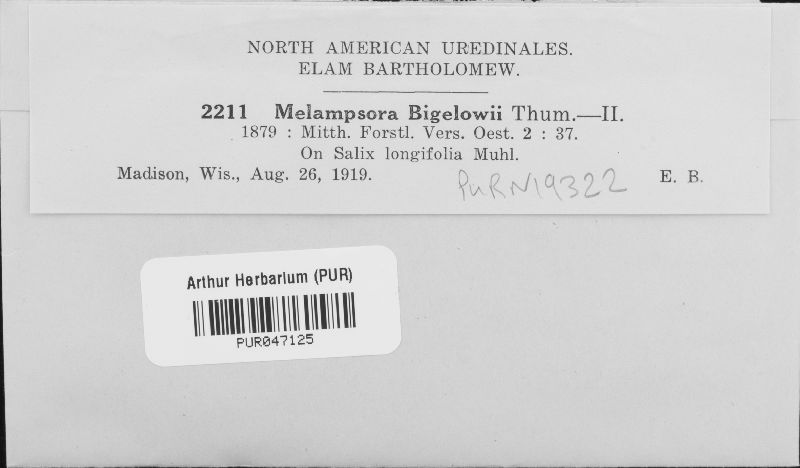 NORTH AMERICAN UREDINALES.
ELAM BARTHOLOMEW.
2211 Melampsora Bigelowii Thum.—II.
1879 : Mitth. Forstl. Vers. Oest. 2 : 37.
On Salix longifolia Muhl.
Madison, Wis., Aug. 26, 1919. E. B.
PURN19322
Arthur Herbarium (PUR)
PUR047125